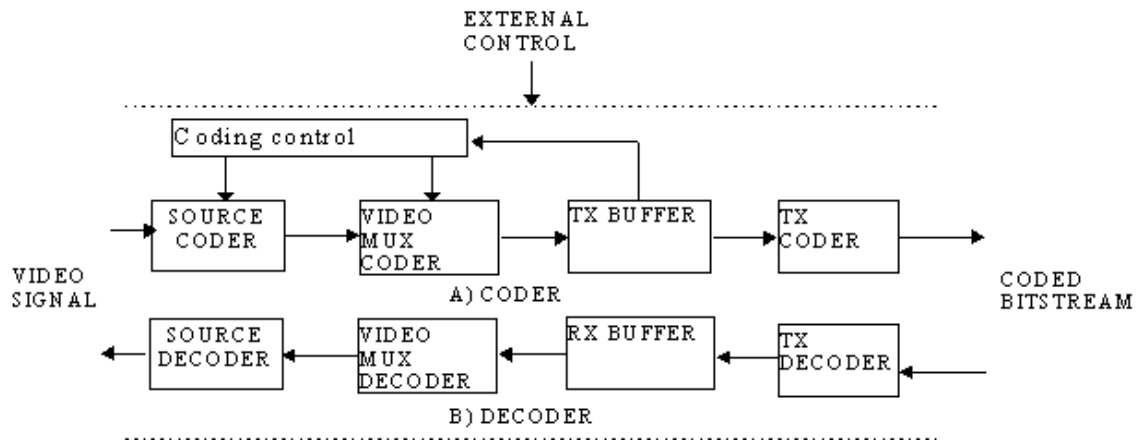 EXTERNAL
CONTROL
Coding control
SOURCE
CODER
VIDEO
MUX
CODER
TX BUFFER
TX
CODER
VIDEO
SIGNAL
A) CODER
CODED
BITSTREAM
SOURCE
DECODER
VIDEO
MUX
DECODER
RX BUFFER
TX
DECODER
B) DECODER